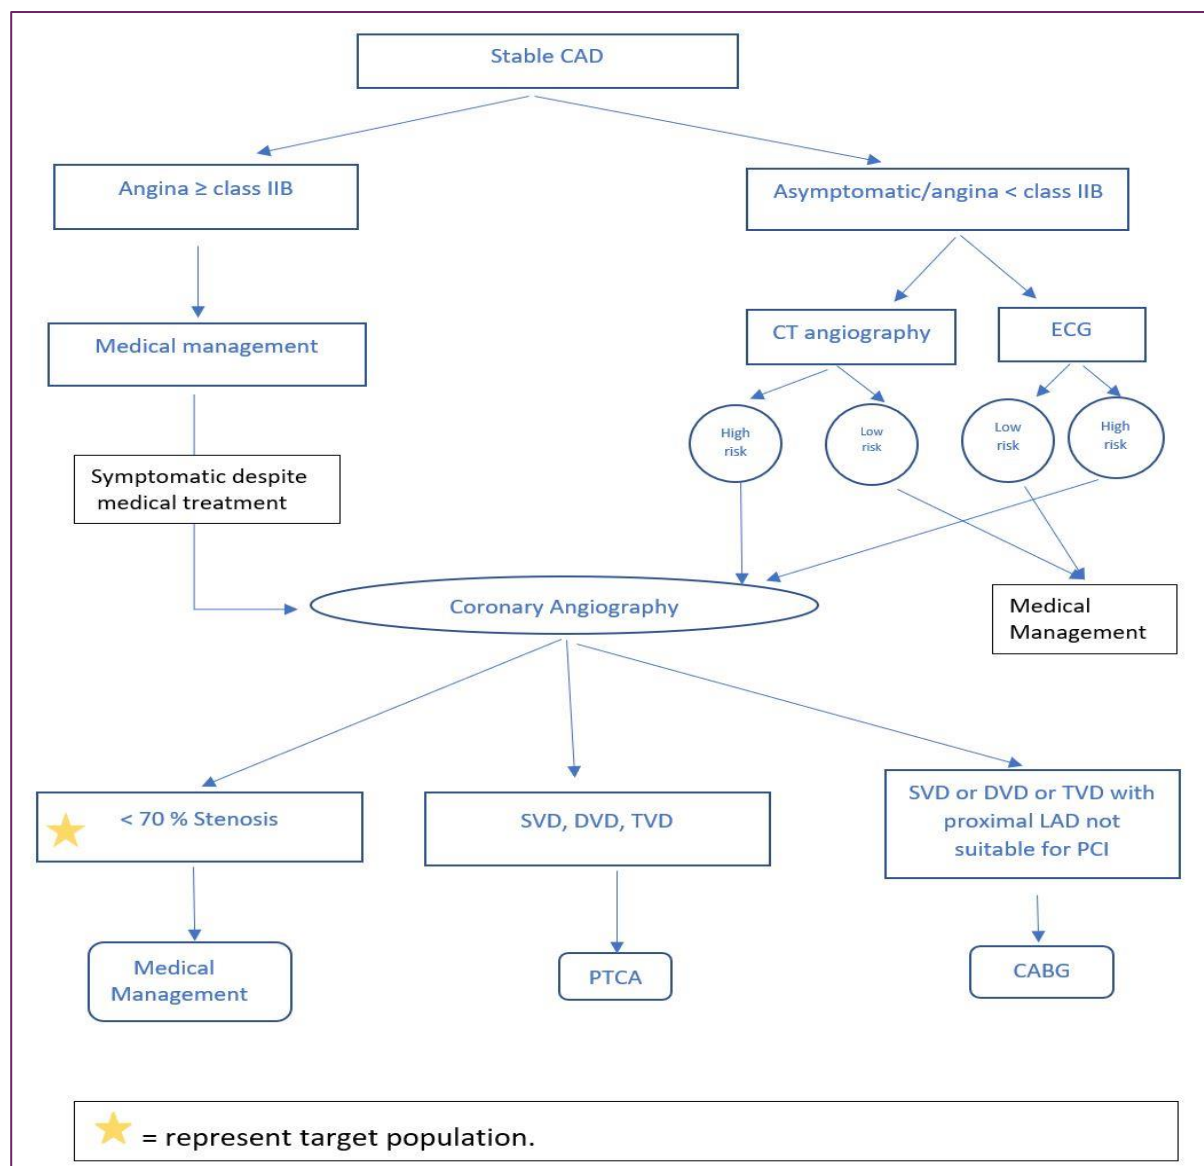 Stable CAD
Angina ≥ class IIB
Asymptomatic/angina < class IIB
Medical management
CT angiography
ECG
High
risk
Low
risk
Low
risk
High
risk
Symptomatic despite
medical treatment
Coronary Angiography
Medical
Management
< 70 % Stenosis
SVD, DVD, TVD
SVD or DVD or TVD with
proximal LAD not
suitable for PCI
Medical
Management
PTCA
CABG
= represent target population.